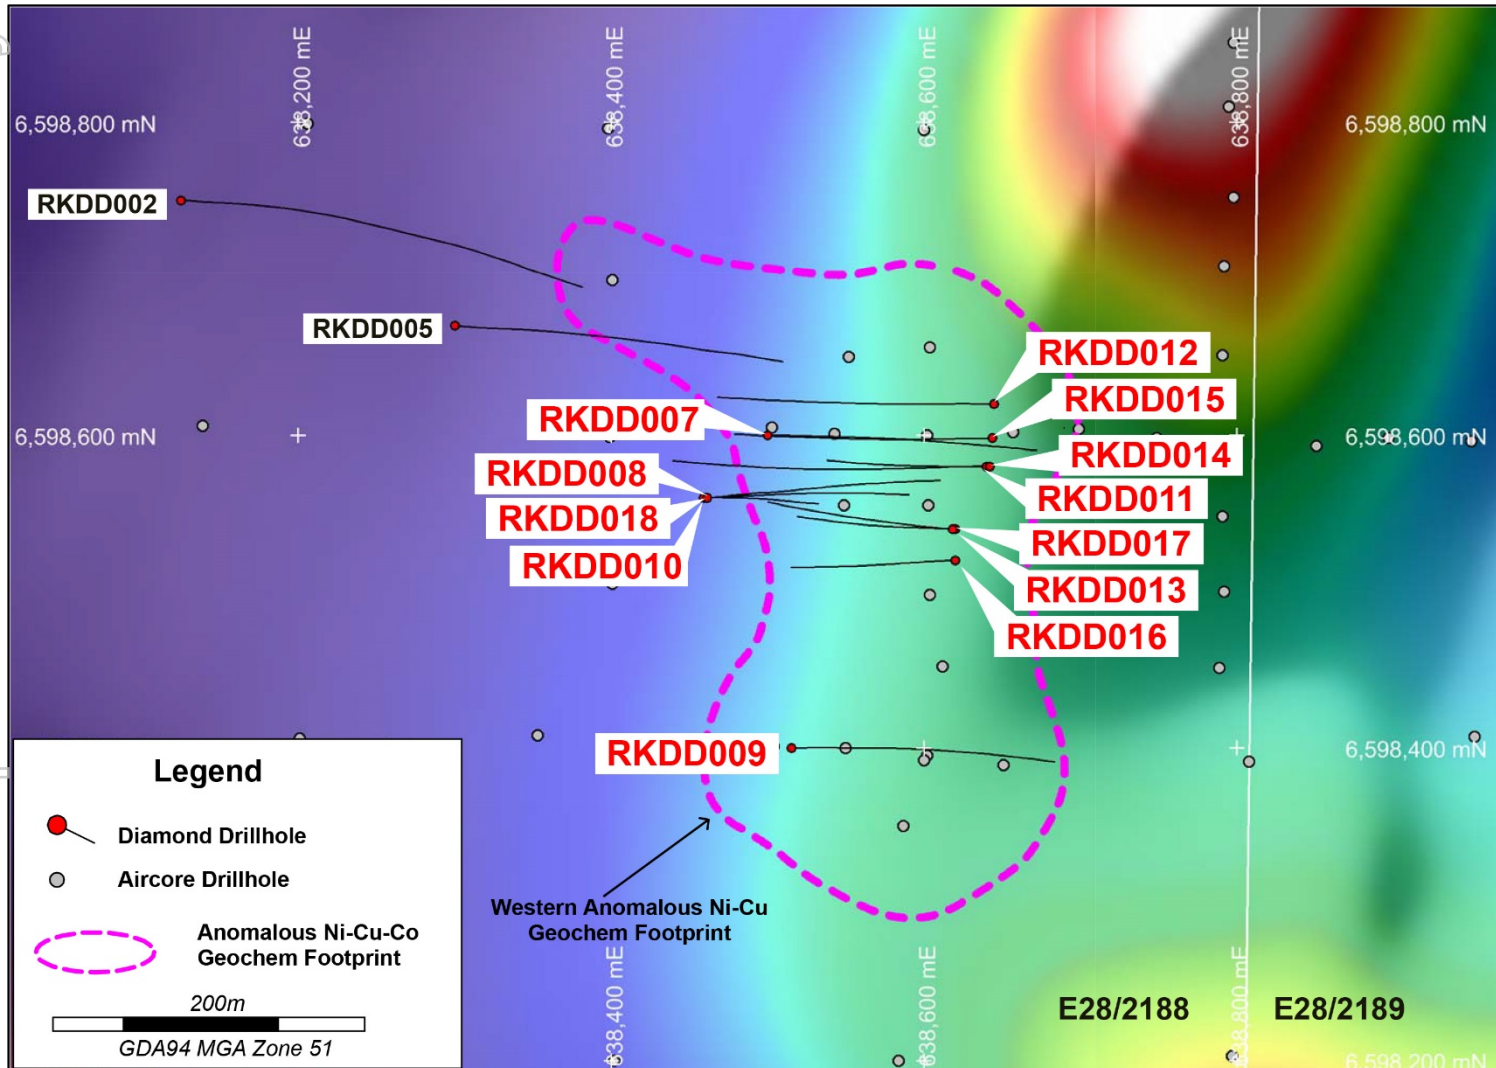 638,200 mE
638,400 mE
638,600 mE
638,800 mE
6,598,800 mN
6,598,800 mN
RKDD002
RKDD005
RKDD012
RKDD015
RKDD007
6,598,600 mN
6,598,600 mN
RKDD014
RKDD008
RKDD011
RKDD018
RKDD017
RKDD010
RKDD013
RKDD016
RKDD009
6,598,400 mN
Legend
Diamond Drillhole
Aircore Drillhole
Anomalous Ni-Cu-Co
Geochem Footprint
200m
GDA94 MGA Zone 51
Western Anomalous Ni-Cu
Geochem Footprint
638,400 mE
638,600 mE
638,800 mE
E28/2188
E28/2189
6,598,200 mN